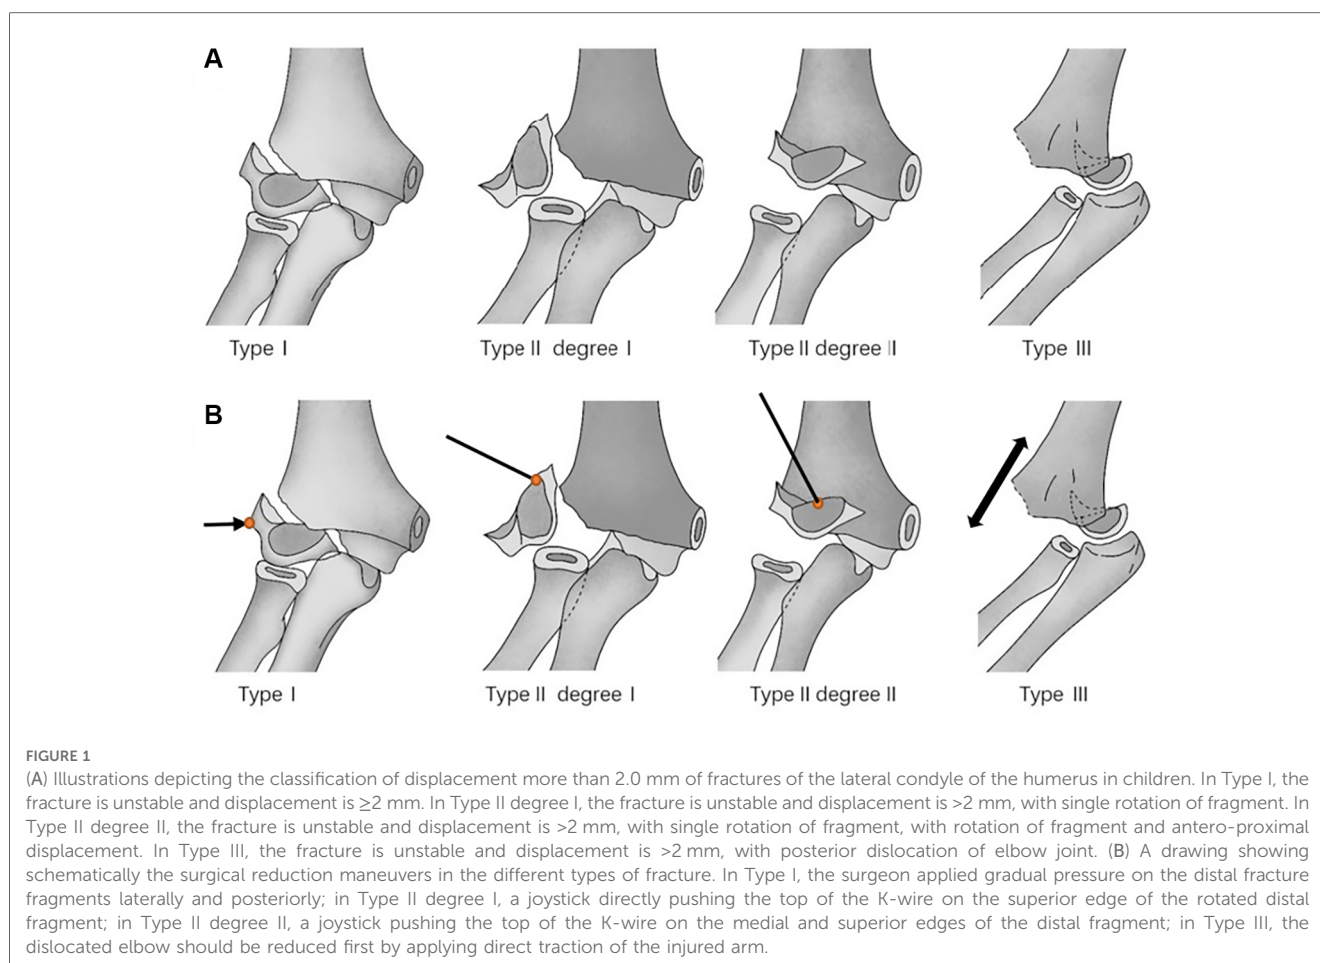 A
Type I
Type II degree I
Type II degree II
Type III
B
Type I
Type II degree I
Type II degree II
Type III
FIGURE 1
(A) Illustrations depicting the classification of displacement more than 2.0 mm of fractures of the lateral condyle of the humerus in children. In Type I, the
fracture is unstable and displacement is ≥2 mm. In Type II degree I, the fracture is unstable and displacement is >2 mm, with single rotation of fragment. In
Type II degree II, the fracture is unstable and displacement is >2 mm, with single rotation of fragment, with rotation of fragment and antero-proximal
displacement. In Type III, the fracture is unstable and displacement is >2 mm, with posterior dislocation of elbow joint. (B) A drawing showing
schematically the surgical reduction maneuvers in the different types of fracture. In Type I, the surgeon applied gradual pressure on the distal fracture
fragments laterally and posteriorly; in Type II degree I, a joystick directly pushing the top of the K-wire on the superior edge of the rotated distal
fragment; in Type II degree II, a joystick pushing the top of the K-wire on the medial and superior edges of the distal fragment; in Type III, the
dislocated elbow should be reduced first by applying direct traction of the injured arm.